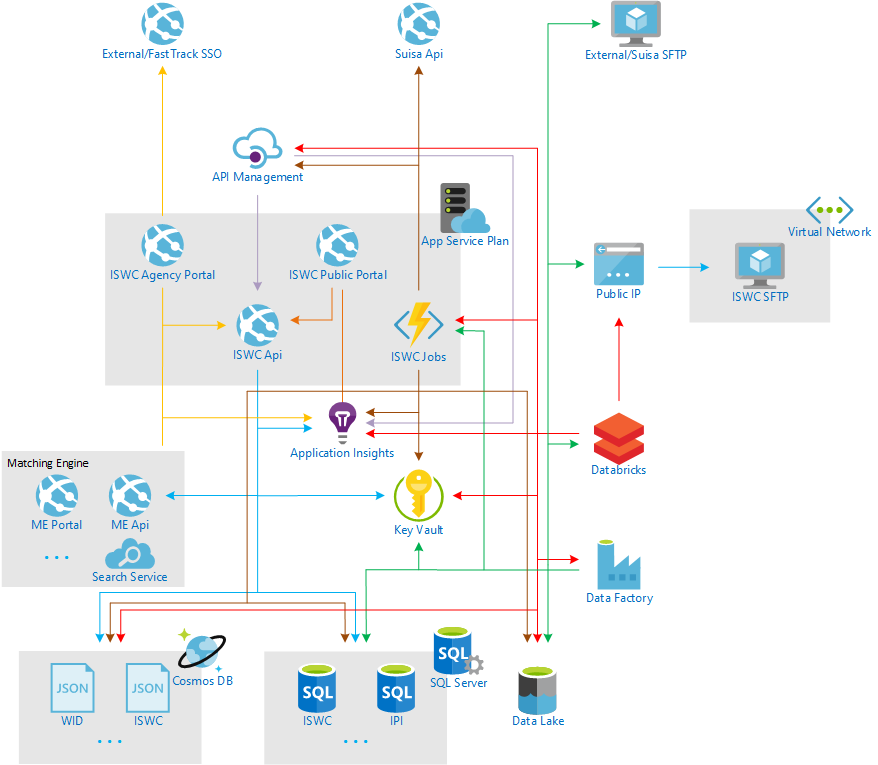 External/FastTrack SSO
Suisa Api
External/Suisa SFTP
API Management
App Service Plan
Virtual Network
ISWC Agency Portal
ISWC Public Portal
Public IP
ISWC SFTP
ISWC Api
ISWC Jobs
Application Insights
Databricks
Matching Engine
ME Portal
ME Api
Key Vault
...
Search Service
Data Factory
Cosmos DB
SQL
SQL Server
JSON
JSON
SQL
SQL
WID
ISWC
ISWC
IPI
Data Lake
...
...